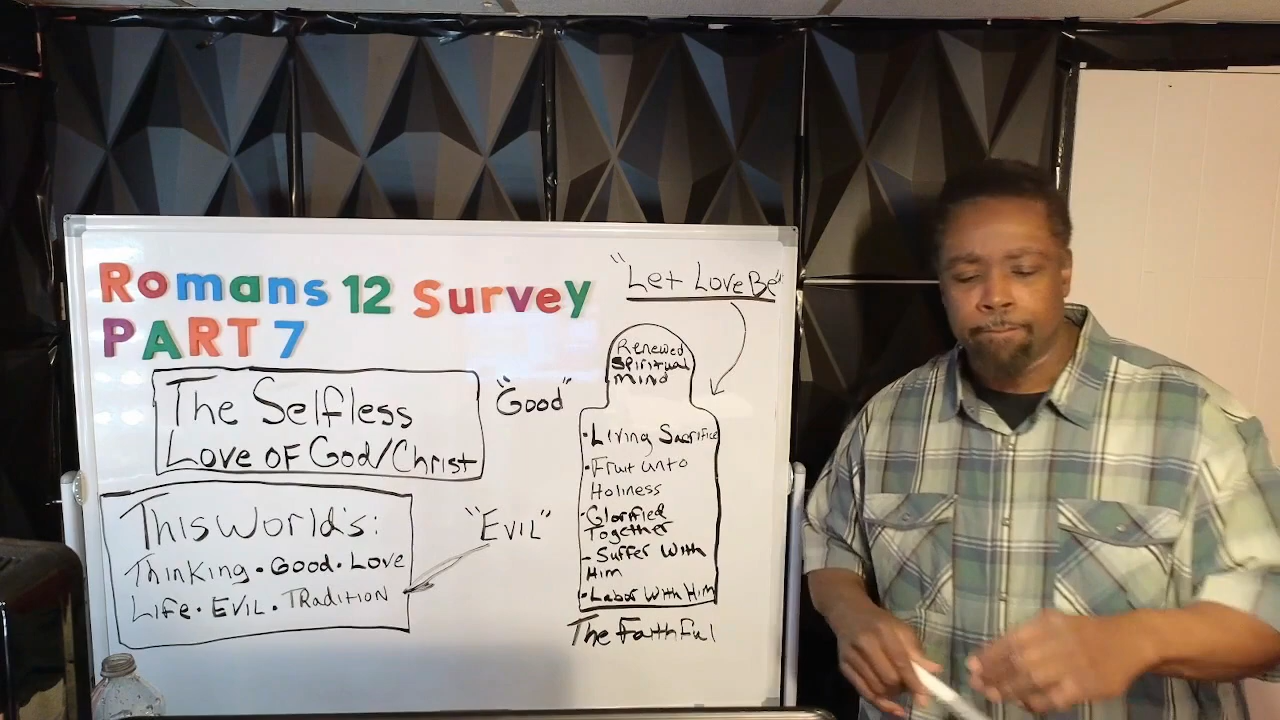 Romans 12 Survey
PART 7
"Let Love Be"
The Selfless
Love of God/Christ
"Good"
This World's:
Thinking • Good • Love
Life • Evil • Tradition
"Evil"
Renewed
Spiritual
Mind
• Living Sacrifice
• Fruit unto
Holiness
• Glorified
Together
- Suffer With
Him
• Labor With Him
The Faithful